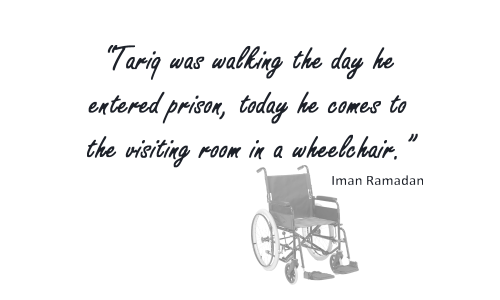 “Tariq was walking the day he
entered prison, today he comes to
the visiting room in a wheelchair.”
Iman Ramadan